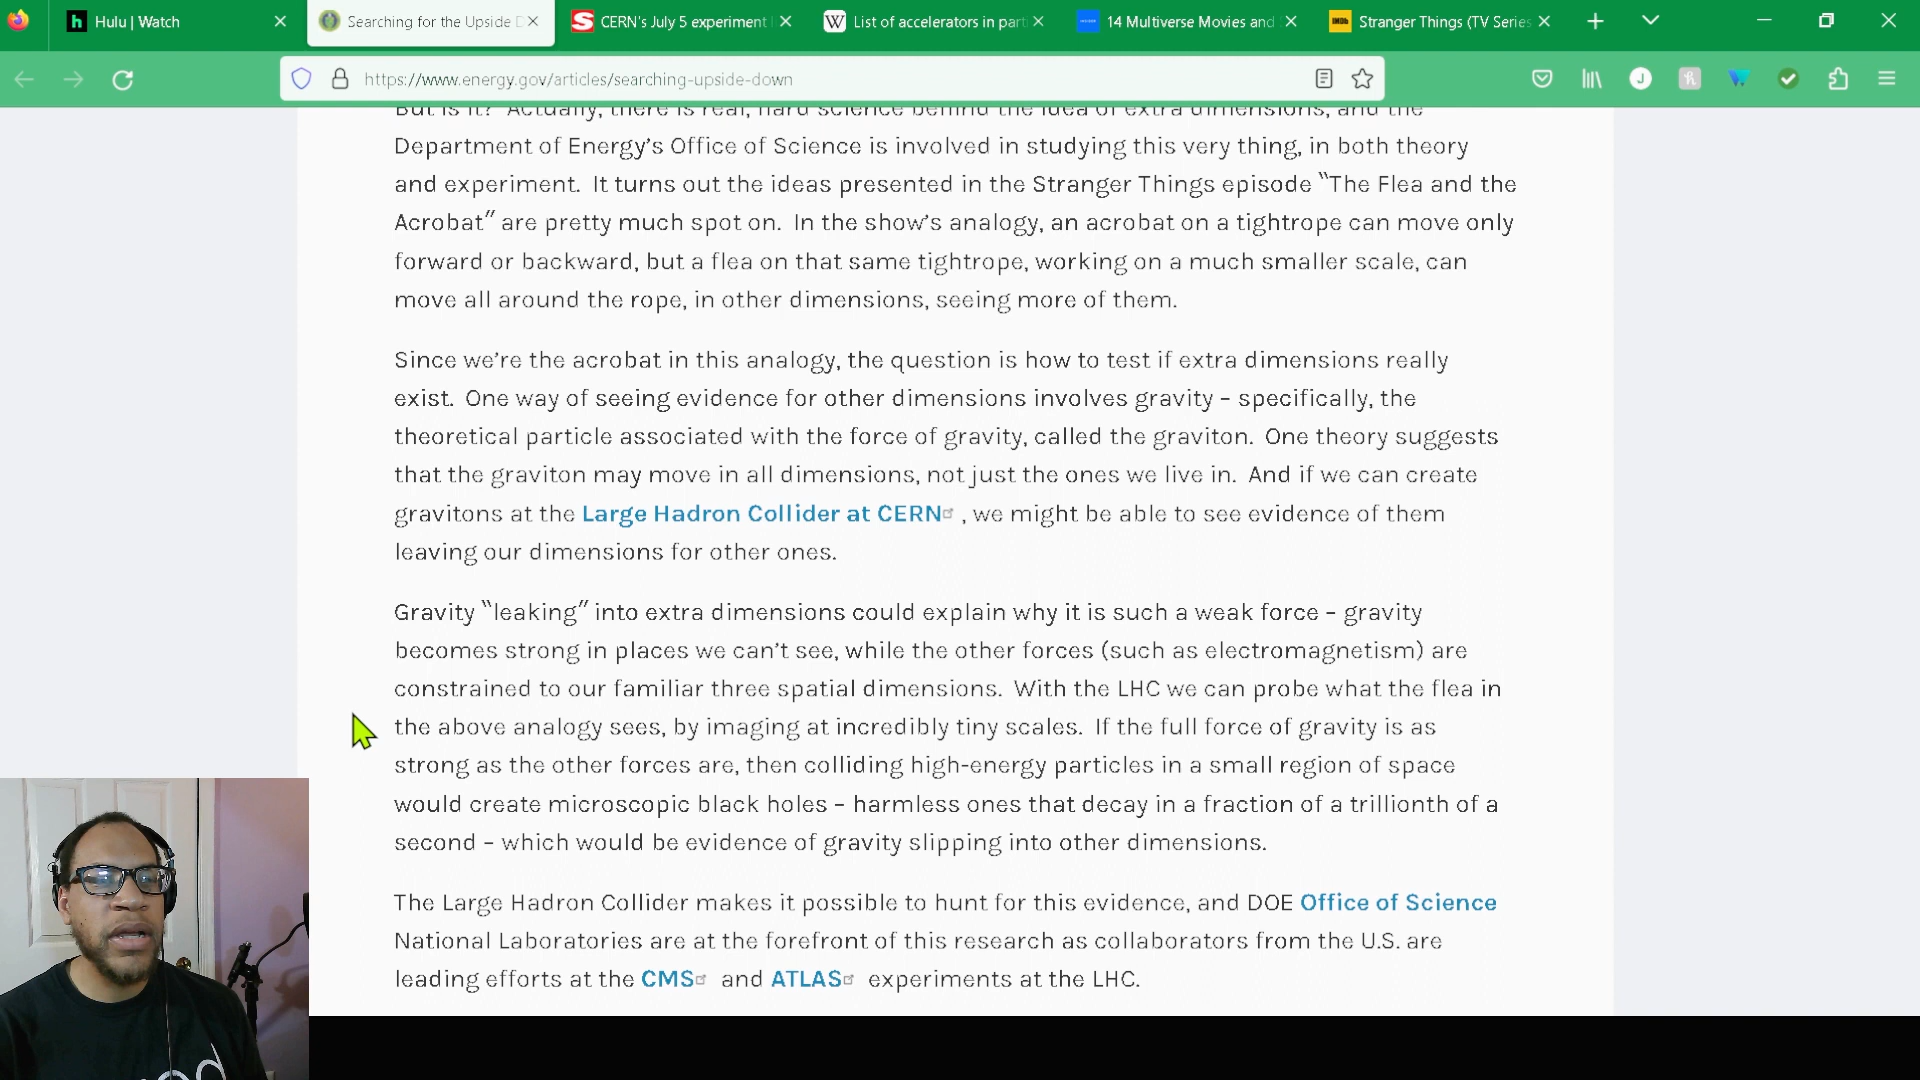 Hulu | Watch
Searching for the Upside D
CERN's July 5 experiment
List of accelerators in part
14 Multiverse Movies and
Stranger Things (TV Series
https://www.energy.gov/articles/searching-upside-down
But is it? Actually, there is real, hard science behind the idea of extra dimensions, and the
Department of Energy's Office of Science is involved in studying this very thing, in both theory
and experiment. It turns out the ideas presented in the Stranger Things episode “The Flea and the
Acrobat” are pretty much spot on. In the show's analogy, an acrobat on a tightrope can move only
forward or backward, but a flea on that same tightrope, working on a much smaller scale, can
move all around the rope, in other dimensions, seeing more of them.
Since we're the acrobat in this analogy, the question is how to test if extra dimensions really
exist. One way of seeing evidence for other dimensions involves gravity – specifically, the
theoretical particle associated with the force of gravity, called the graviton. One theory suggests
that the graviton may move in all dimensions, not just the ones we live in. And if we can create
gravitons at the Large Hadron Collider at CERN , we might be able to see evidence of them
leaving our dimensions for other ones.
Gravity “leaking” into extra dimensions could explain why it is such a weak force – gravity
becomes strong in places we can't see, while the other forces (such as electromagnetism) are
constrained to our familiar three spatial dimensions. With the LHC we can probe what the flea in
the above analogy sees, by imaging at incredibly tiny scales. If the full force of gravity is as
strong as the other forces are, then colliding high-energy particles in a small region of space
would create microscopic black holes – harmless ones that decay in a fraction of a trillionth of a
second – which would be evidence of gravity slipping into other dimensions.
The Large Hadron Collider makes it possible to hunt for this evidence, and DOE Office of Science
National Laboratories are at the forefront of this research as collaborators from the U.S. are
leading efforts at the CMS and ATLAS experiments at the LHC.